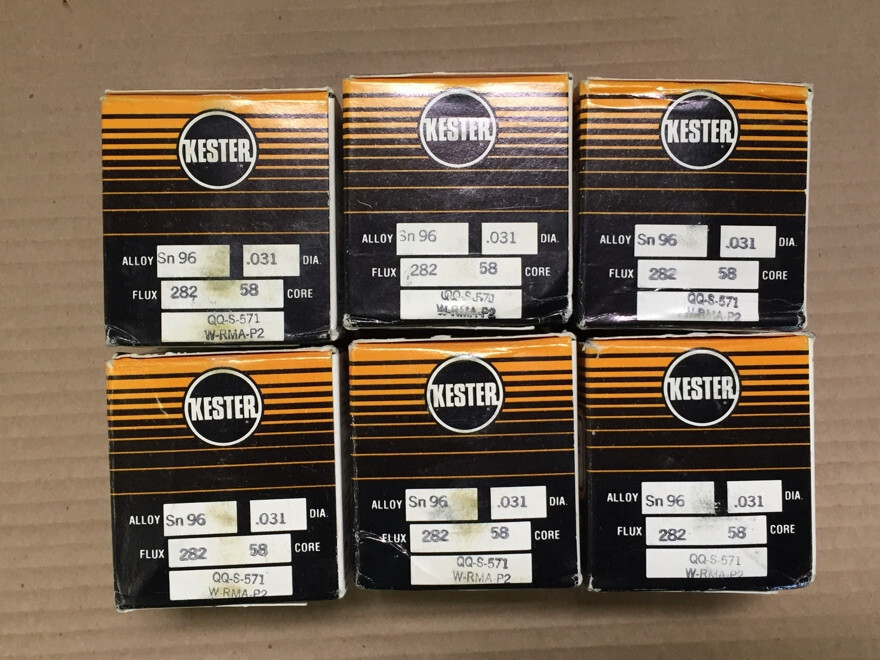 KESTER
ALLOY Sn 96 .031 DIA.
FLUX 282 58 CORE
QQ-S-571
W-RMA-P2
KESTER
ALLOY Sn 96 .031 DIA.
FLUX 282 58 CORE
W-RMA-P2
KESTER
ALLOY Sn 96 .031 DIA.
FLUX 282 58 CORE
QQ-S-571
W-RMA-P2
KESTER
ALLOY Sn 96 .031 DIA.
FLUX 282 58 CORE
QQ-S-571
W-RMA-P2
KESTER
ALLOY Sn 96 .031 DIA.
FLUX 282 58 CORE
QQ-S-571
W-RMA-P2
KESTER
ALLOY Sn 96 .031 DIA.
FLUX 282 58 CORE
QQ-S-571
W-RMA-P2